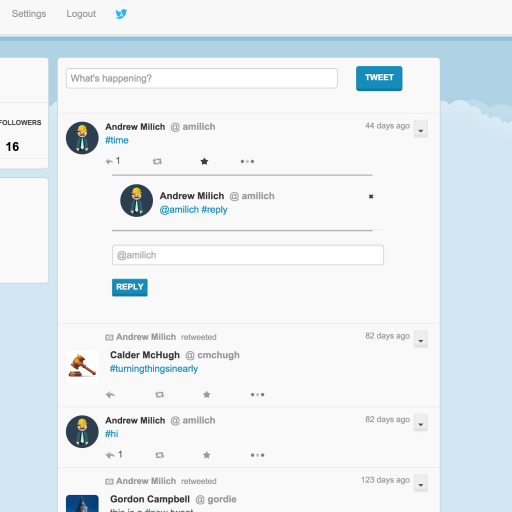 Settings Logout
What's happening? TWEET
FOLLOWERS
16
Andrew Milich @ amilich 44 days ago
#time
1
Andrew Milich @ amilich
@amilich #reply
@amilich
REPLY
Andrew Milich retweeted 82 days ago
Calder McHugh @ cmchugh
#turningthingsinearly
Andrew Milich @ amilich 82 days ago
#hi
1
Andrew Milich retweeted 123 days ago
Gordon Campbell @ gordie
this is a #new tweet